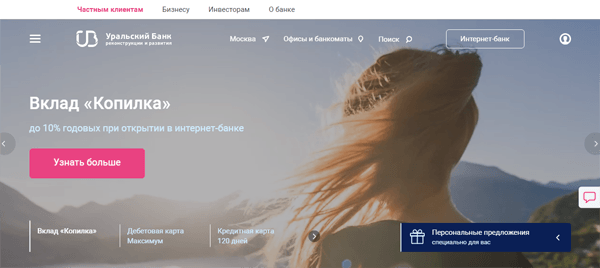 Частным клиентам Бизнесу Инвесторам О банке
Уральский Банк
реконструкции и развития
Москва Офисы и банкоматы Поиск Интернет-банк
Вклад «Копилка»
до 10% годовых при открытии в интернет-банке
Узнать больше
Вклад «Копилка» Дебетовая карта Кредитная карта
Максимум 120 дней
Персональные предложения
специально для вас